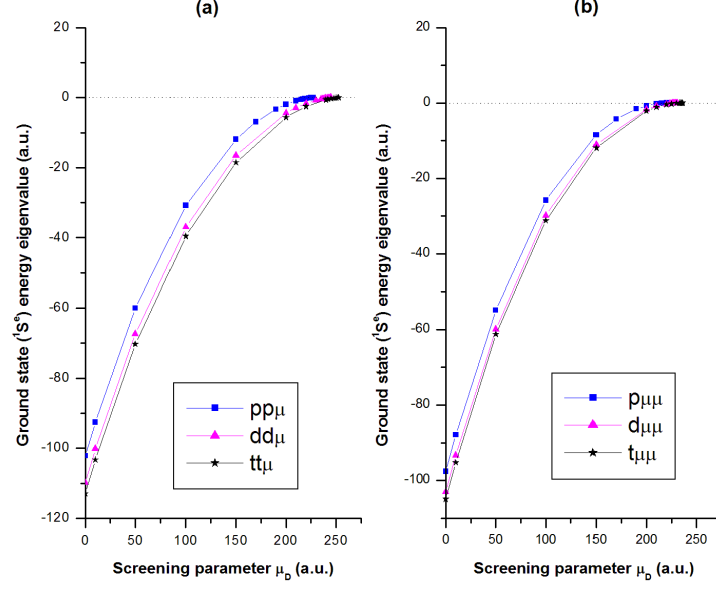 (a)
20
0
-20
-40
-60
-80
-100
-120
0 50 100 150 200 250
Ground state (¹Sᵉ) energy eigenvalue (a.u.)
Screening parameter μ_D (a.u.)
ppμ
ddμ
ttμ
(b)
20
0
-20
-40
-60
-80
-100
0 50 100 150 200 250
Ground state (¹Sᵉ) energy eigenvalue (a.u.)
Screening parameter μ_D (a.u.)
pμμ
dμμ
tμμ